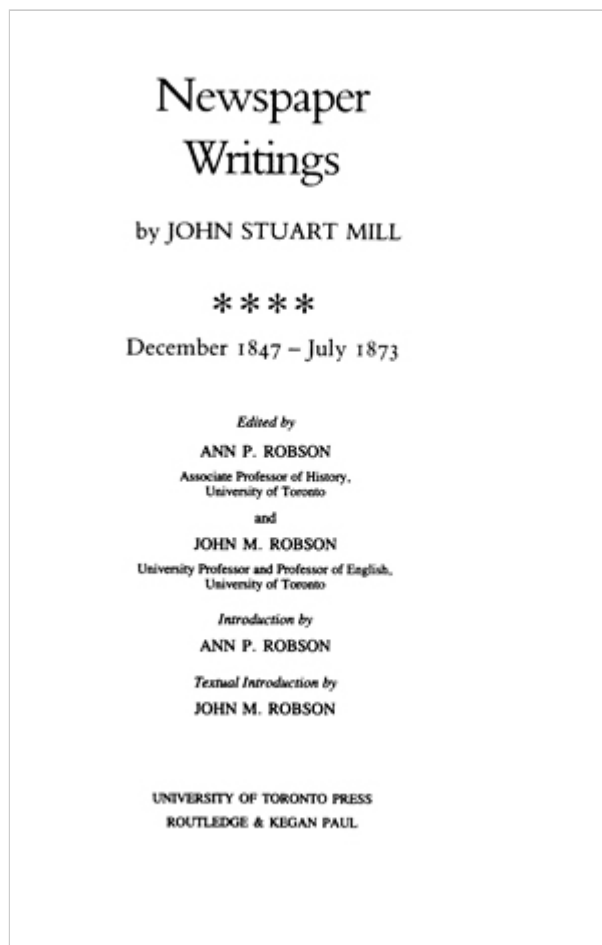 Newspaper
Writings
by JOHN STUART MILL
****
December 1847 – July 1873
Edited by
ANN P. ROBSON
Associate Professor of History,
University of Toronto
and
JOHN M. ROBSON
University Professor and Professor of English,
University of Toronto
Introduction by
ANN P. ROBSON
Textual Introduction by
JOHN M. ROBSON
UNIVERSITY OF TORONTO PRESS
ROUTLEDGE & KEGAN PAUL